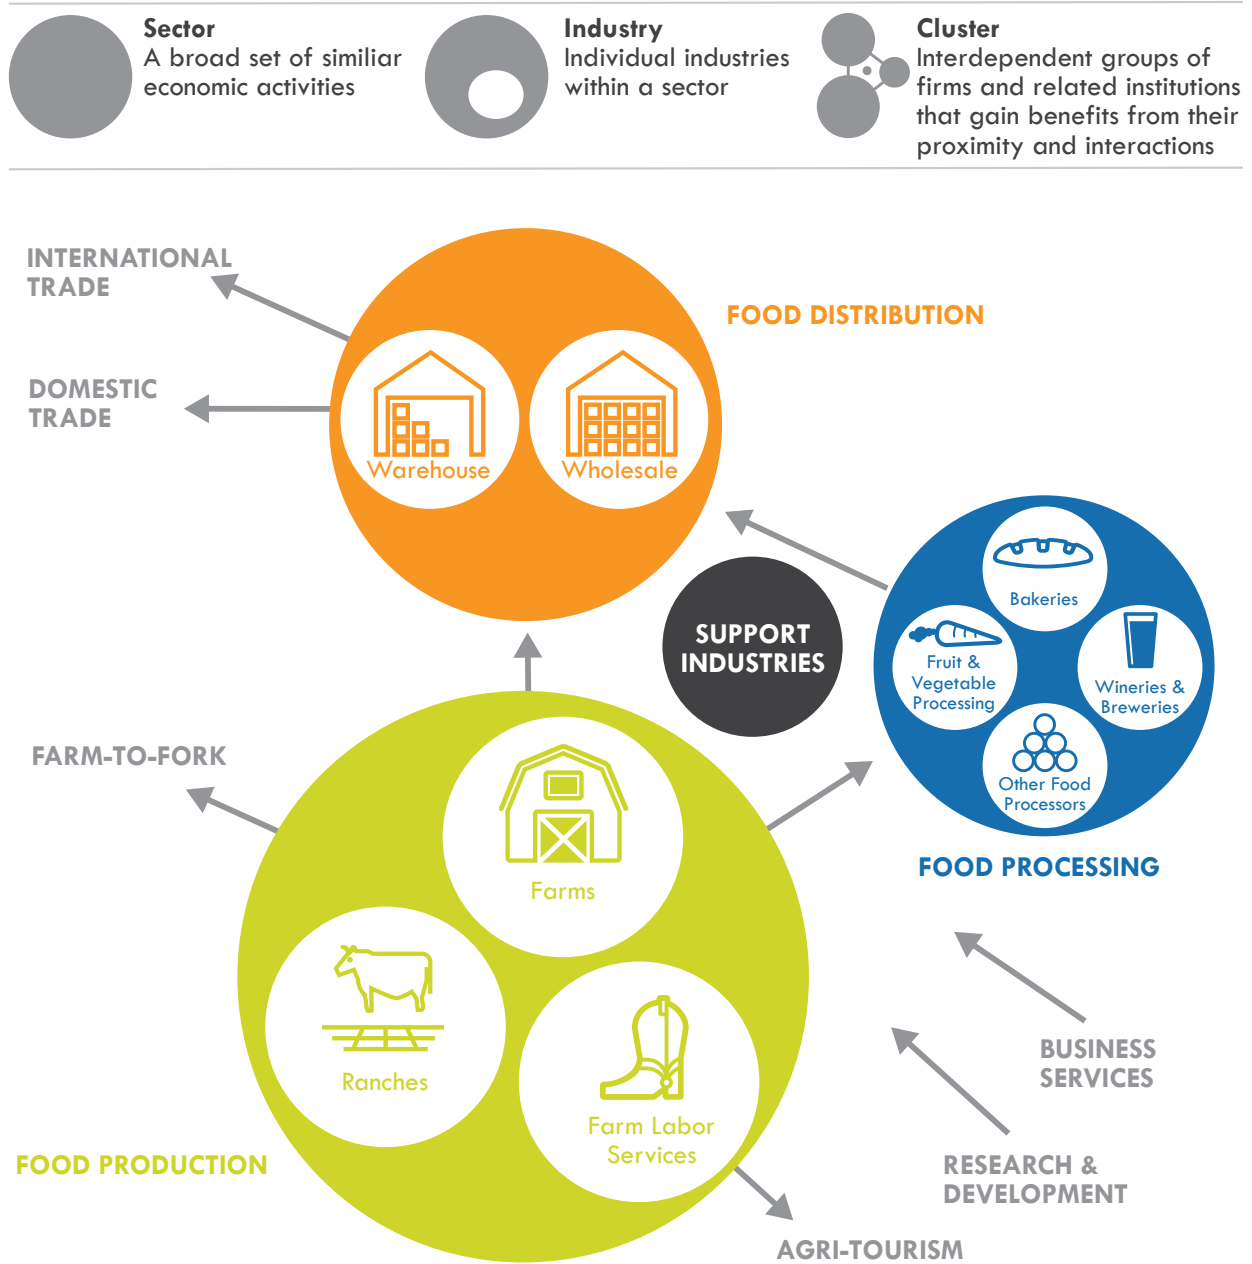 Sector
A broad set of similiar
economic activities
Industry
Individual industries
within a sector
Cluster
Interdependent groups of
firms and related institutions
that gain benefits from their
proximity and interactions
INTERNATIONAL
TRADE
FOOD DISTRIBUTION
DOMESTIC
TRADE
Warehouse
Wholesale
Bakeries
SUPPORT
INDUSTRIES
Fruit &
Vegetable
Processing
Wineries &
Breweries
FARM-TO-FORK
Other Food
Processors
FOOD PROCESSING
Farms
BUSINESS
SERVICES
Ranches
Farm Labor
Services
FOOD PRODUCTION
RESEARCH &
DEVELOPMENT
AGRI-TOURISM